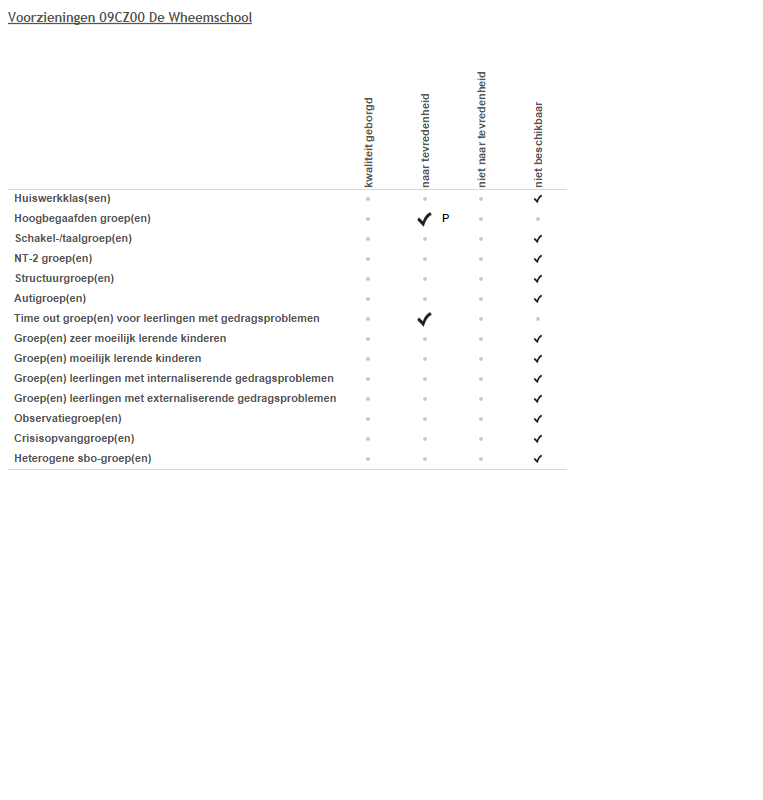 Voorzieningen 09CZ00 De Wheemschool
kwaliteit geborgd
naar tevredenheid
niet naar tevredenheid
niet beschikbaar
Huiswerkklas(sen)
Hoogbegaafden groep(en) P
Schakel-/taalgroep(en)
NT-2 groep(en)
Structuurgroep(en)
Autigroep(en)
Time out groep(en) voor leerlingen met gedragsproblemen
Groep(en) zeer moeilijk lerende kinderen
Groep(en) moeilijk lerende kinderen
Groep(en) leerlingen met internaliserende gedragsproblemen
Groep(en) leerlingen met externaliserende gedragsproblemen
Observatiegroep(en)
Crisisopvanggroep(en)
Heterogene sbo-groep(en)